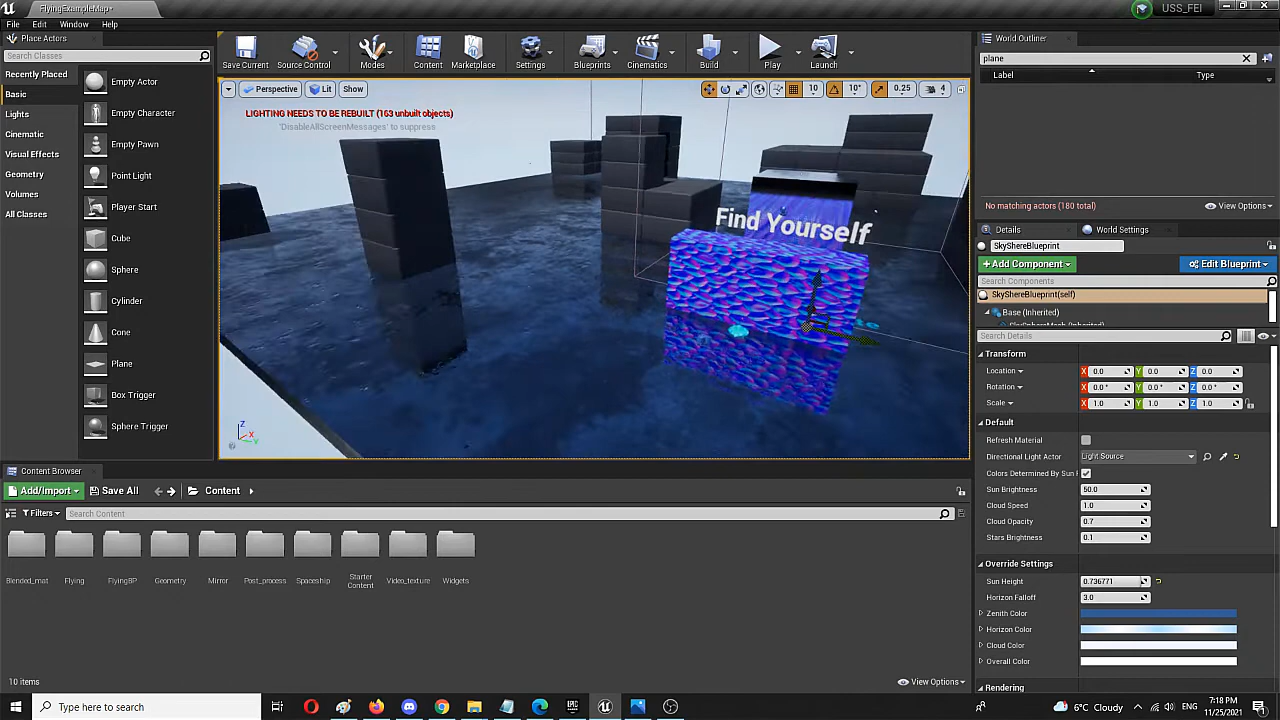 FlyingExampleMap*
USS_FEI
File Edit Window Help
Place Actors
Search Classes
Recently Placed
Basic
Lights
Cinematic
Visual Effects
Geometry
Volumes
All Classes
Empty Actor
Empty Character
Empty Pawn
Point Light
Player Start
Cube
Sphere
Cylinder
Cone
Plane
Box Trigger
Sphere Trigger
Save Current
Source Control
Modes
Content
Marketplace
Settings
Blueprints
Cinematics
Build
Play
Launch
Perspective
Lit
Show
10
10°
0.25
4
LIGHTING NEEDS TO BE REBUILT (163 unbuilt objects)
'DisableAllScreenMessages' to suppress
Find Yourself
Z
X
Y
World Outliner
plane
Label Type
No matching actors (180 total)
View Options
Details
World Settings
SkyShereBlueprint
+Add Component
Edit Blueprint
Search Components
SkyShereBlueprint(self)
Base (Inherited)
SkySphereMesh (Inherited)
Search Details
Transform
Location X 0.0 Y 0.0 Z 0.0
Rotation X 0.0° Y 0.0° Z 0.0°
Scale X 1.0 Y 1.0 Z 1.0
Default
Refresh Material
Directional Light Actor Light Source
Colors Determined By Sun P
Sun Brightness 50.0
Cloud Speed 1.0
Cloud Opacity 0.7
Stars Brightness 0.1
Override Settings
Sun Height 0.736771
Horizon Falloff 3.0
Zenith Color
Horizon Color
Cloud Color
Overall Color
Rendering
Content Browser
Add/Import
Save All
Content
Filters
Search Content
Blended_mat
Flying
FlyingBP
Geometry
Mirror
Post_process
Spaceship
Starter
Content
Video_texture
Widgets
10 items
View Options
Type here to search
6°C Cloudy
ENG
7:18 PM
11/25/2021